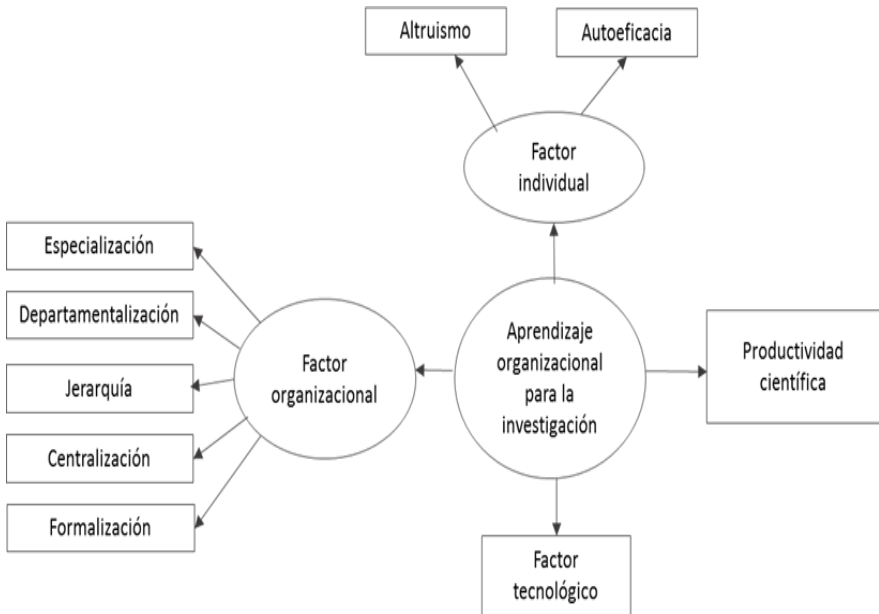 Altruismo
Autoeficacia
Factor
individual
Especialización
Departamentalización
Jerarquía
Centralización
Formalización
Factor
organizacional
Aprendizaje
organizacional
para la
investigación
Productividad
científica
Factor
tecnológico